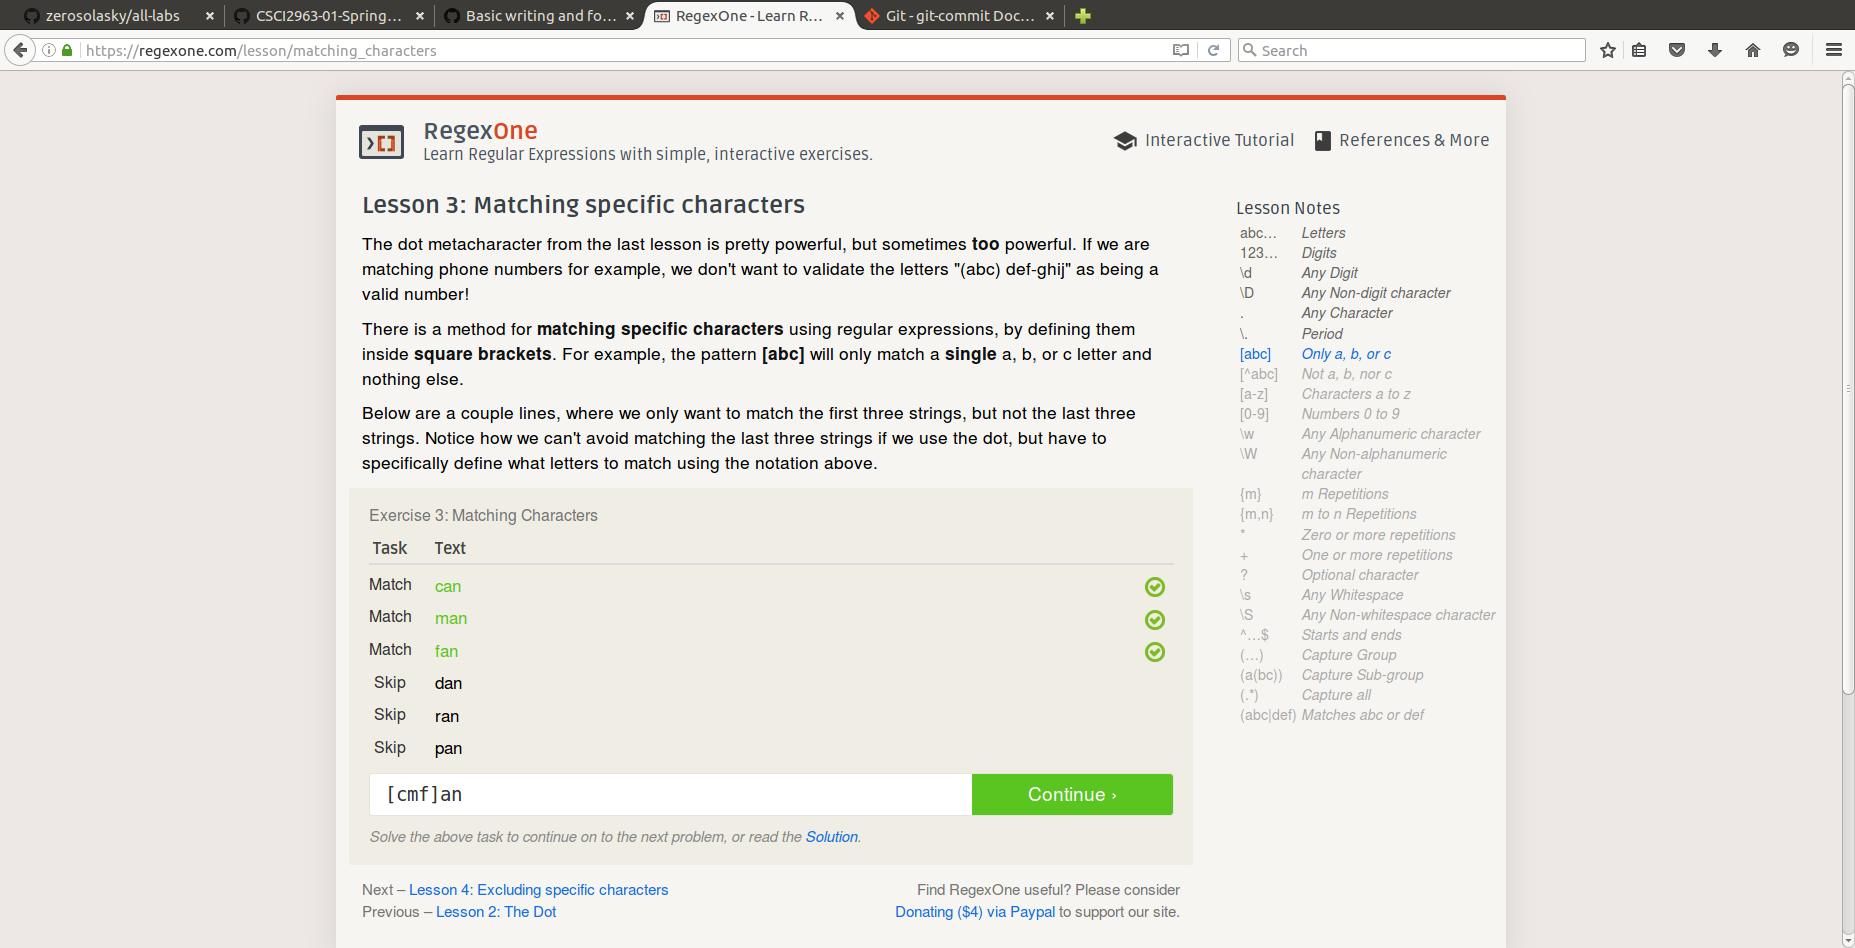 zerosolasky/all-labs
CSCI2963-01-Spring...
Basic writing and fo...
RegexOne - Learn R...
Git - git-commit Doc...
https://regexone.com/lesson/matching_characters
Search
RegexOne
Learn Regular Expressions with simple, interactive exercises.
Interactive Tutorial
References & More
Lesson 3: Matching specific characters
The dot metacharacter from the last lesson is pretty powerful, but sometimes too powerful. If we are
matching phone numbers for example, we don't want to validate the letters "(abc) def-ghij" as being a
valid number!
There is a method for matching specific characters using regular expressions, by defining them
inside square brackets. For example, the pattern [abc] will only match a single a, b, or c letter and
nothing else.
Below are a couple lines, where we only want to match the first three strings, but not the last three
strings. Notice how we can't avoid matching the last three strings if we use the dot, but have to
specifically define what letters to match using the notation above.
Exercise 3: Matching Characters
Task Text
Match can
Match man
Match fan
Skip dan
Skip ran
Skip pan
[cmf]an
Continue ›
Solve the above task to continue on to the next problem, or read the Solution.
Next – Lesson 4: Excluding specific characters
Previous – Lesson 2: The Dot
Find RegexOne useful? Please consider
Donating ($4) via Paypal to support our site.
Lesson Notes
abc… Letters
123… Digits
\d Any Digit
\D Any Non-digit character
. Any Character
\. Period
[abc] Only a, b, or c
[^abc] Not a, b, nor c
[a-z] Characters a to z
[0-9] Numbers 0 to 9
\w Any Alphanumeric character
\W Any Non-alphanumeric
character
{m} m Repetitions
{m,n} m to n Repetitions
* Zero or more repetitions
+ One or more repetitions
? Optional character
\s Any Whitespace
\S Any Non-whitespace character
^…$ Starts and ends
(…) Capture Group
(a(bc)) Capture Sub-group
(.*) Capture all
(abc|def) Matches abc or def